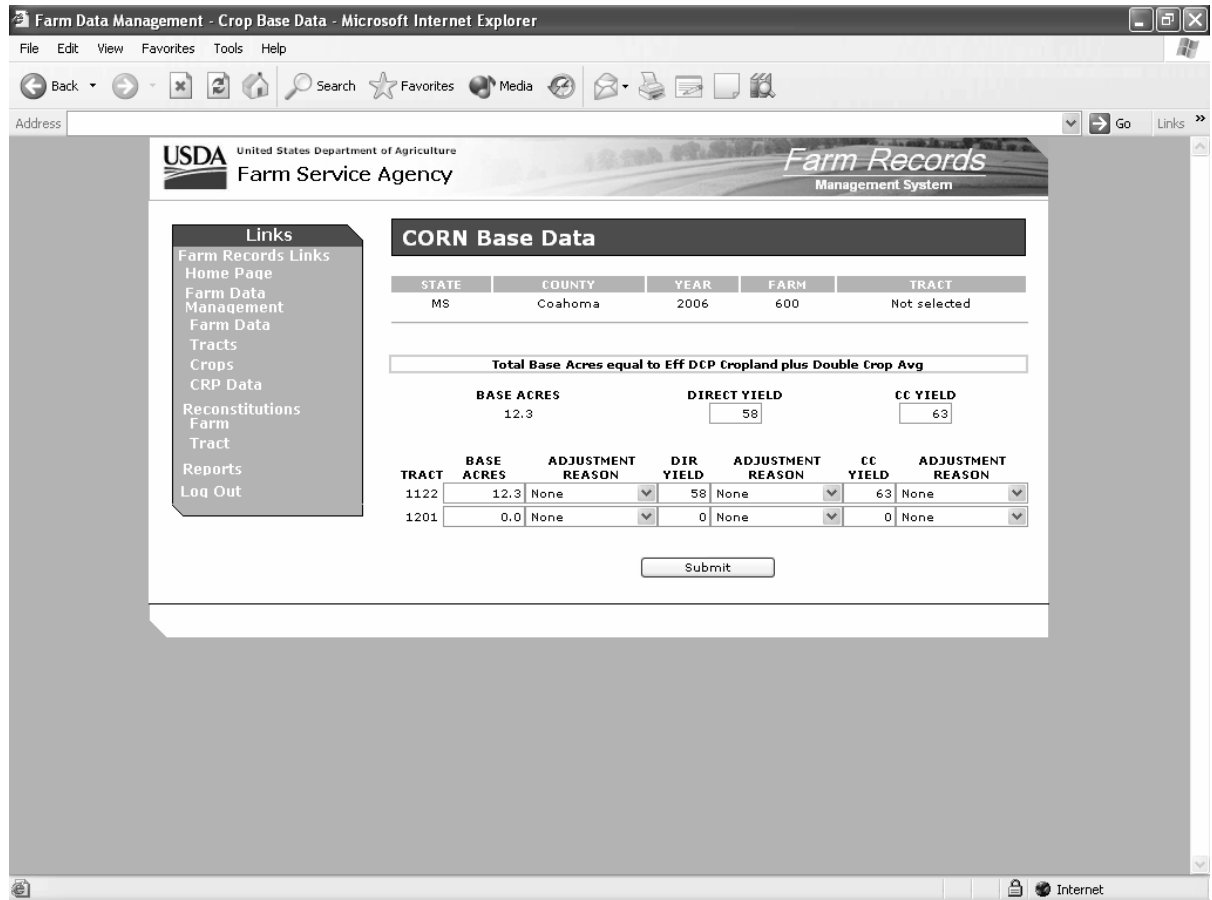 Farm Data Management - Crop Base Data - Microsoft Internet Explorer
File Edit View Favorites Tools Help
Back Search Favorites Media
Address Go Links »
USDA United States Department of Agriculture
Farm Service Agency
Farm Records
Management System
Links
Farm Records Links
Home Page
Farm Data
Management
Farm Data
Tracts
Crops
CRP Data
Reconstitutions
Farm
Tract
Reports
Log Out
CORN Base Data
STATE COUNTY YEAR FARM TRACT
MS Coahoma 2006 600 Not selected
Total Base Acres equal to Eff DCP Cropland plus Double Crop Avg
BASE ACRES DIRECT YIELD CC YIELD
12.3 58 63
BASE ADJUSTMENT DIR ADJUSTMENT CC ADJUSTMENT
TRACT ACRES REASON YIELD REASON YIELD REASON
1122 12.3 None 58 None 63 None
1201 0.0 None 0 None 0 None
Submit
Internet